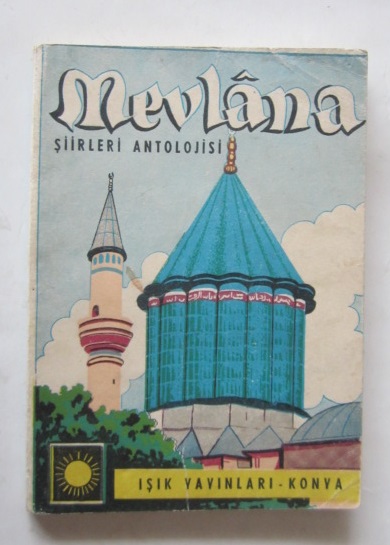 Mevlâna
ŞİİRLERİ ANTOLOJİSİ
IŞIK YAYINLARI - KONYA